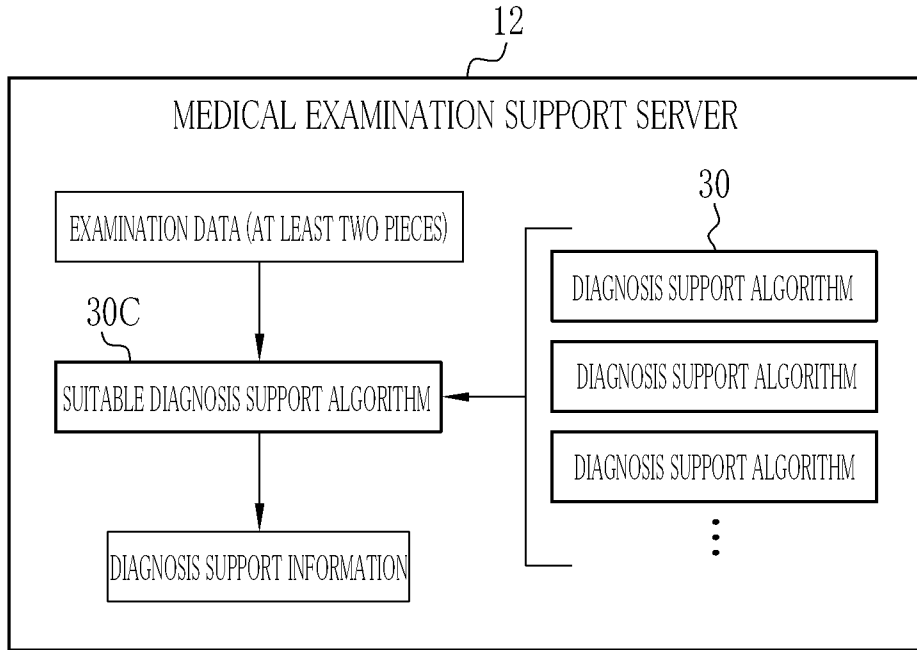 12
MEDICAL EXAMINATION SUPPORT SERVER
EXAMINATION DATA (AT LEAST TWO PIECES)
30C
SUITABLE DIAGNOSIS SUPPORT ALGORITHM
DIAGNOSIS SUPPORT INFORMATION
30
DIAGNOSIS SUPPORT ALGORITHM
DIAGNOSIS SUPPORT ALGORITHM
DIAGNOSIS SUPPORT ALGORITHM